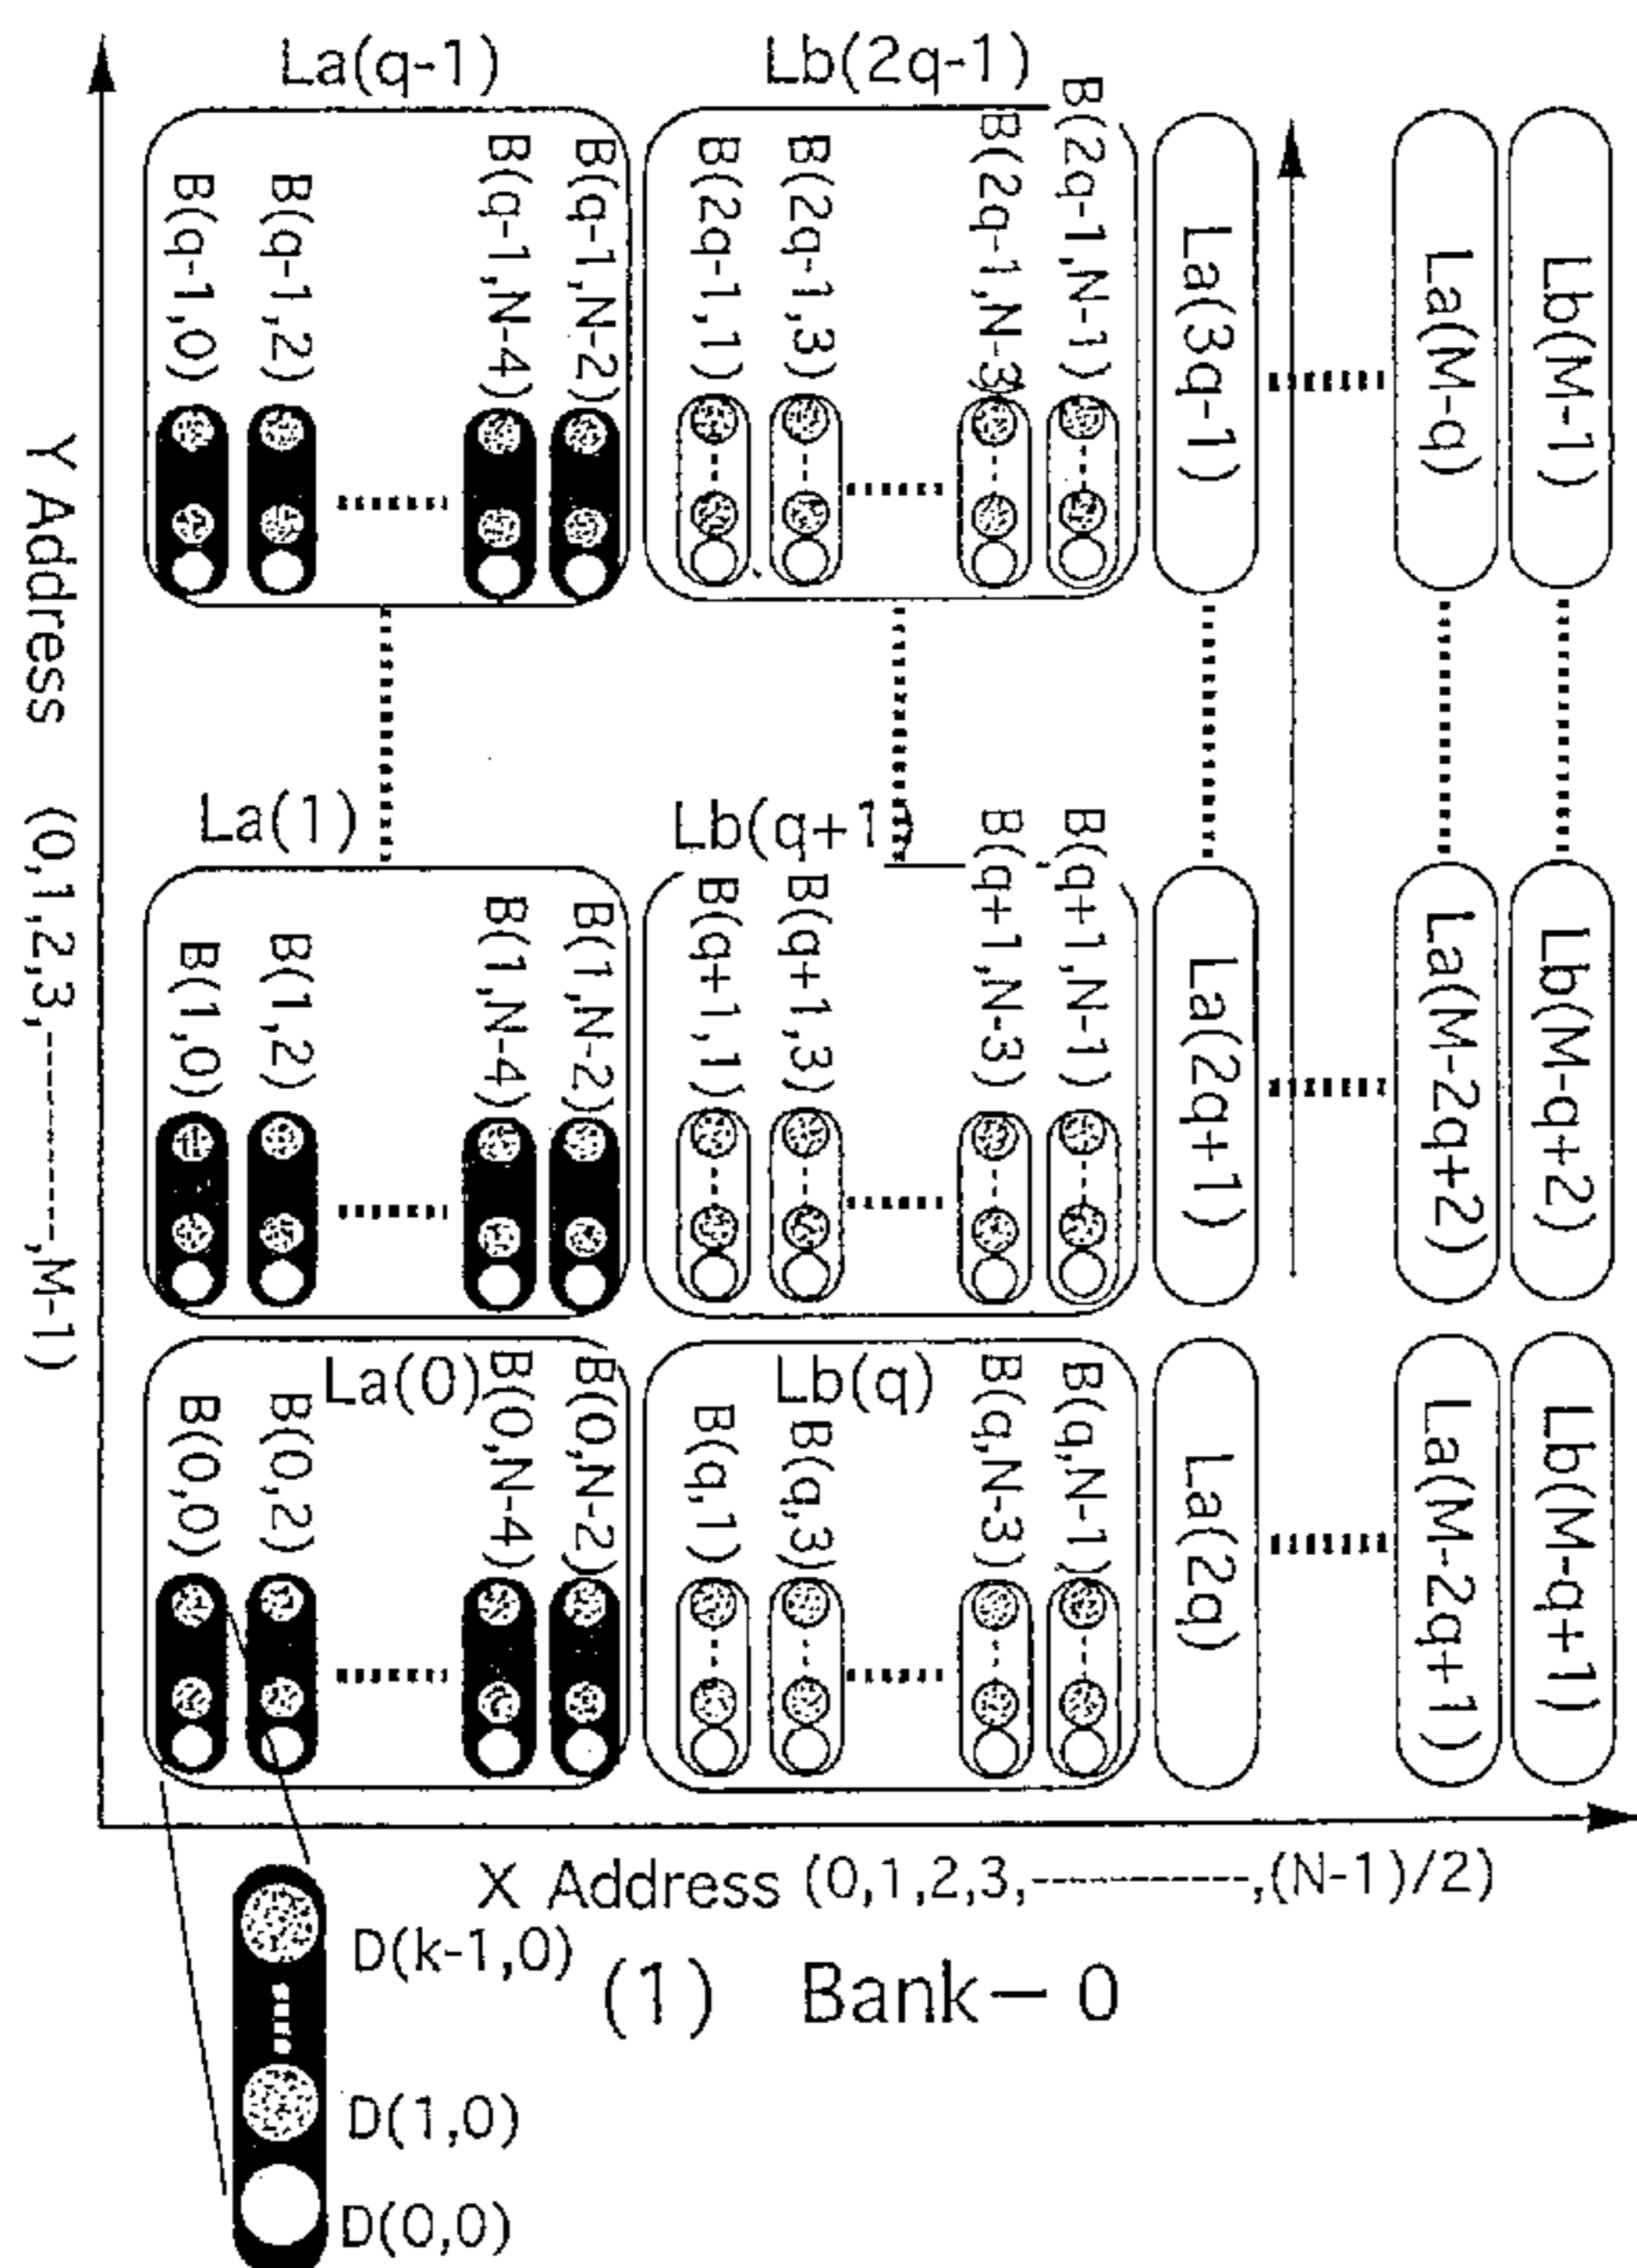 La(q-1)
Lb(2q-1)
B(q-1,0)
B(q-1,2)
B(q-1,N-4)
B(q-1,N-2)
B(2q-1,1)
B(2q-1,3)
B(2q-1,N-3)
B(2q-1,N-1)
La(3q-1)
La(M-q)
Lb(M-1)
La(1)
Lb(q+1)
B(1,0)
B(1,2)
B(1,N-4)
B(1,N-2)
B(q+1,1)
B(q+1,3)
B(q+1,N-3)
B(q+1,N-1)
La(2q+1)
La(M-2q+2)
Lb(M-q+2)
La(0)
Lb(q)
B(0,0)
B(0,2)
B(0,N-4)
B(0,N-2)
B(q,1)
B(q,3)
B(q,N-3)
B(q,N-1)
La(2q)
La(M-2q+1)
Lb(M-q+1)
Y Address (0,1,2,3,----------,M-1)
X Address (0,1,2,3,----------,(N-1)/2)
D(k-1,0)
D(1,0)
D(0,0)
(1) Bank－0